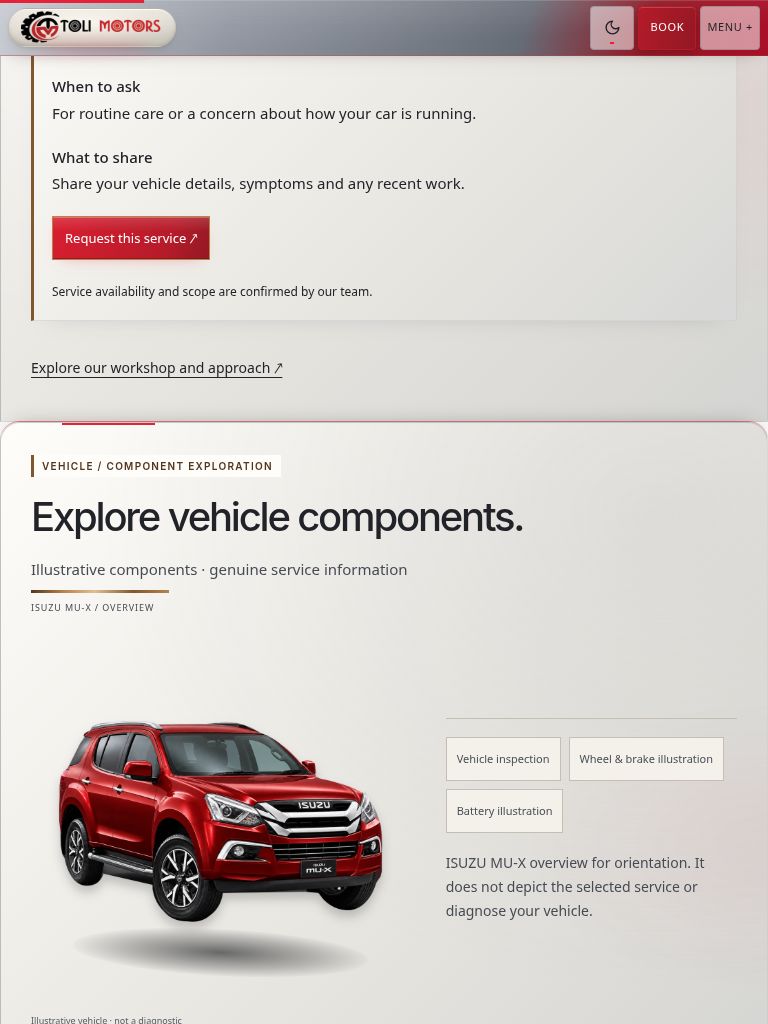 TOLI MOTORS
BOOK
MENU +
When to ask
For routine care or a concern about how your car is running.
What to share
Share your vehicle details, symptoms and any recent work.
Request this service ↗
Service availability and scope are confirmed by our team.
Explore our workshop and approach ↗
VEHICLE / COMPONENT EXPLORATION
Explore vehicle components.
Illustrative components · genuine service information
ISUZU MU-X / OVERVIEW
ISUZU
ISUZU
mu-X
Vehicle inspection
Wheel & brake illustration
Battery illustration
ISUZU MU-X overview for orientation. It
does not depict the selected service or
diagnose your vehicle.
Illustrative vehicle · not a diagnostic